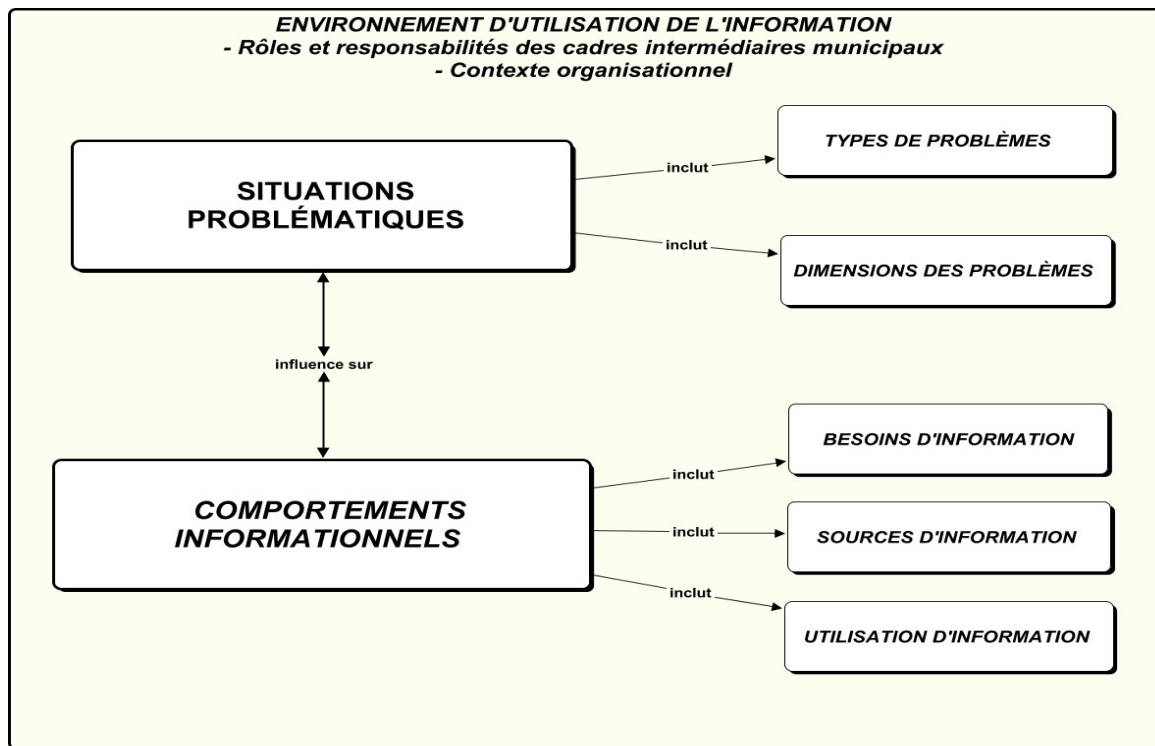 ENVIRONNEMENT D'UTILISATION DE L'INFORMATION
- Rôles et responsabilités des cadres intermédiaires municipaux
- Contexte organisationnel
TYPES DE PROBLÈMES
inclut
SITUATIONS
PROBLÉMATIQUES
inclut
DIMENSIONS DES PROBLÈMES
influence sur
BESOINS D'INFORMATION
inclut
COMPORTEMENTS
INFORMATIONNELS
inclut
SOURCES D'INFORMATION
inclut
UTILISATION D'INFORMATION